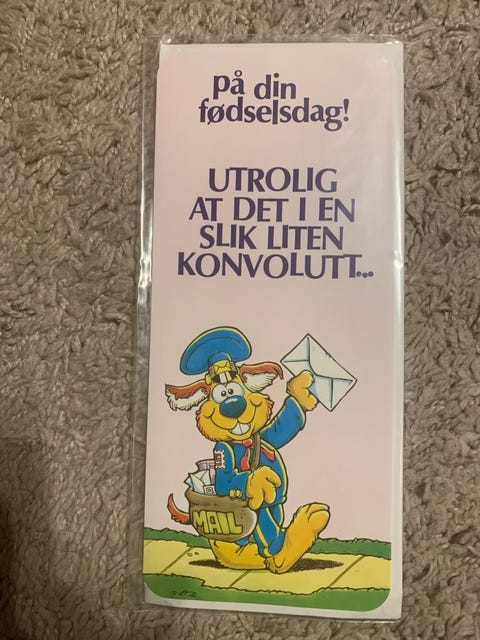 på din
fødselsdag!
UTROLIG
AT DET I EN
SLIK LITEN
KONVOLUTT...
MAIL